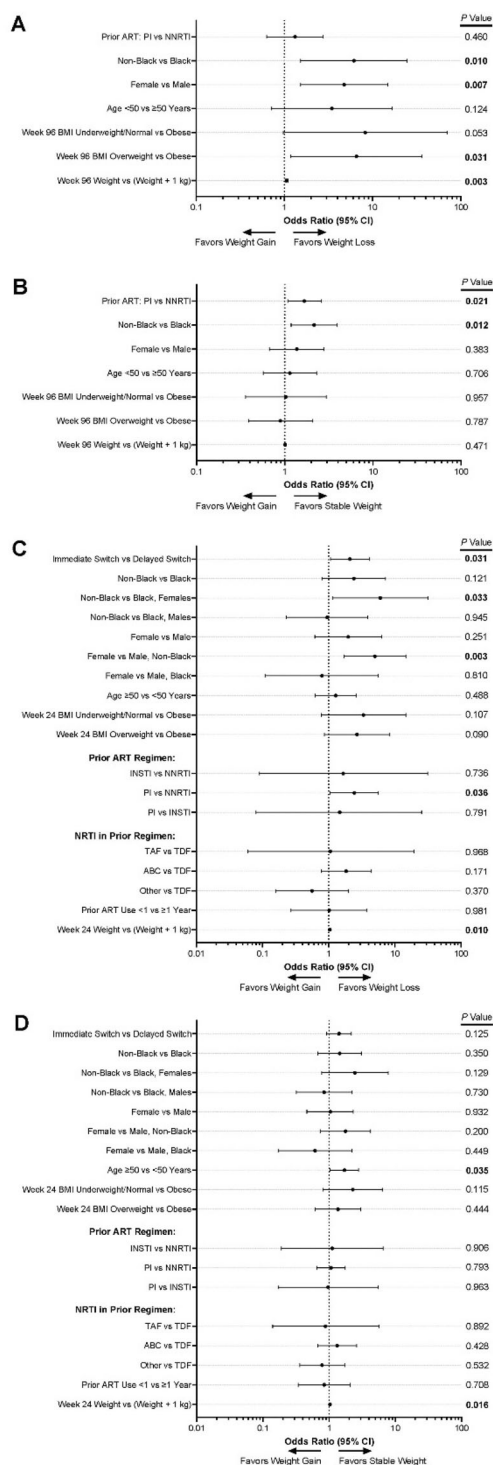 A
P Value
Prior ART: PI vs NNRTI 0.460
Non-Black vs Black 0.010
Female vs Male 0.007
Age <50 vs ≥50 Years 0.124
Week 96 BMI Underweight/Normal vs Obese 0.053
Week 96 BMI Overweight vs Obese 0.031
Week 96 Weight vs (Weight + 1 kg) 0.003
0.1 1 10 100
Odds Ratio (95% CI)
Favors Weight Gain Favors Weight Loss
B
P Value
Prior ART: PI vs NNRTI 0.021
Non-Black vs Black 0.012
Female vs Male 0.383
Age <50 vs ≥50 Years 0.706
Week 96 BMI Underweight/Normal vs Obese 0.957
Week 96 BMI Overweight vs Obese 0.787
Week 96 Weight vs (Weight + 1 kg) 0.471
0.1 1 10 100
Odds Ratio (95% CI)
Favors Weight Gain Favors Stable Weight
C
P Value
Immediate Switch vs Delayed Switch 0.031
Non-Black vs Black 0.121
Non-Black vs Black, Females 0.033
Non-Black vs Black, Males 0.945
Female vs Male 0.251
Female vs Male, Non-Black 0.003
Female vs Male, Black 0.810
Age ≥50 vs <50 Years 0.488
Week 24 BMI Underweight/Normal vs Obese 0.107
Week 24 BMI Overweight vs Obese 0.090
Prior ART Regimen:
INSTI vs NNRTI 0.736
PI vs NNRTI 0.036
PI vs INSTI 0.791
NRTI in Prior Regimen:
TAF vs TDF 0.968
ABC vs TDF 0.171
Other vs TDF 0.370
Prior ART Use <1 vs ≥1 Year 0.981
Week 24 Weight vs (Weight + 1 kg) 0.010
0.01 0.1 1 10 100
Odds Ratio (95% CI)
Favors Weight Gain Favors Weight Loss
D
P Value
Immediate Switch vs Delayed Switch 0.125
Non-Black vs Black 0.350
Non-Black vs Black, Females 0.129
Non-Black vs Black, Males 0.730
Female vs Male 0.932
Female vs Male, Non-Black 0.200
Female vs Male, Black 0.449
Age ≥50 vs <50 Years 0.035
Week 24 BMI Underweight/Normal vs Obese 0.115
Week 24 BMI Overweight vs Obese 0.444
Prior ART Regimen:
INSTI vs NNRTI 0.906
PI vs NNRTI 0.793
PI vs INSTI 0.963
NRTI in Prior Regimen:
TAF vs TDF 0.892
ABC vs TDF 0.428
Other vs TDF 0.532
Prior ART Use <1 vs ≥1 Year 0.708
Week 24 Weight vs (Weight + 1 kg) 0.016
0.01 0.1 1 10 100
Odds Ratio (95% CI)
Favors Weight Gain Favors Stable Weight